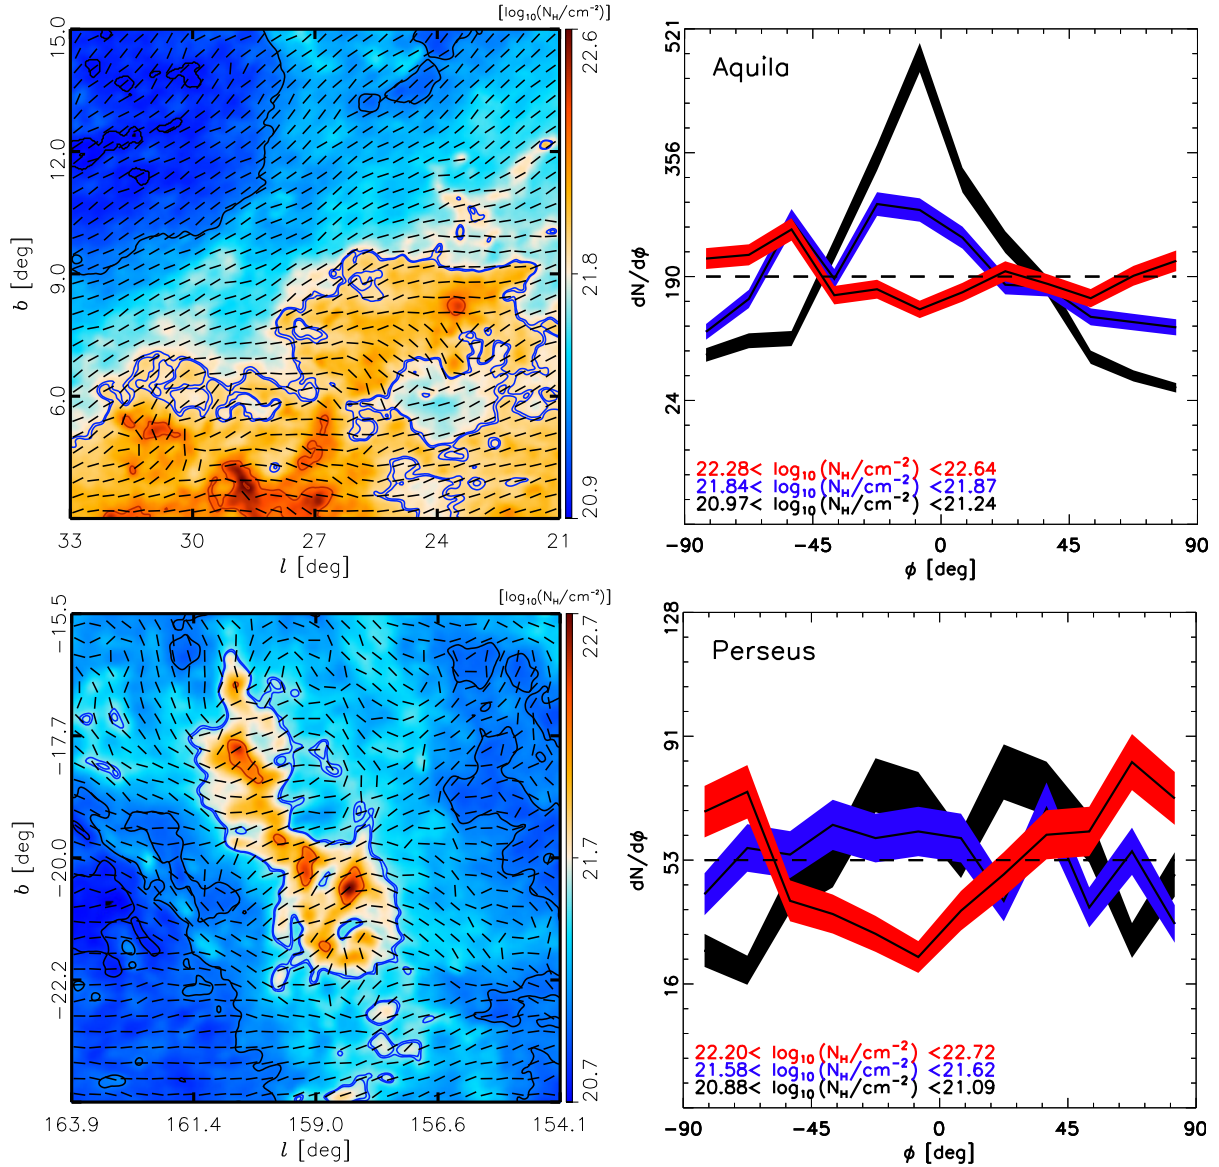 [log₁₀(N_H/cm⁻²)]
15.0
12.0
9.0
6.0
b [deg]
33
30
27
24
21
l [deg]
22.6
21.8
20.9
Aquila
521
356
190
24
dN/dφ
22.28< log₁₀(N_H/cm⁻²) <22.64
21.84< log₁₀(N_H/cm⁻²) <21.87
20.97< log₁₀(N_H/cm⁻²) <21.24
−90
−45
0
45
90
φ [deg]
[log₁₀(N_H/cm⁻²)]
−15.5
−17.7
−20.0
−22.2
b [deg]
163.9
161.4
159.0
156.6
154.1
l [deg]
22.7
21.7
20.7
Perseus
128
91
53
16
dN/dφ
22.20< log₁₀(N_H/cm⁻²) <22.72
21.58< log₁₀(N_H/cm⁻²) <21.62
20.88< log₁₀(N_H/cm⁻²) <21.09
−90
−45
0
45
90
φ [deg]